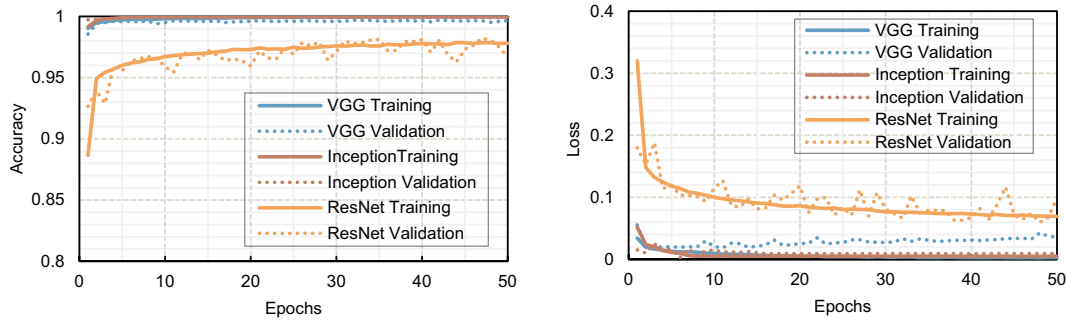 1
0.95
0.9
0.85
0.8
Accuracy
0 10 20 30 40 50
Epochs
VGG Training
VGG Validation
InceptionTraining
Inception Validation
ResNet Training
ResNet Validation
0.4
0.3
0.2
0.1
0
Loss
0 10 20 30 40 50
Epochs
VGG Training
VGG Validation
Inception Training
Inception Validation
ResNet Training
ResNet Validation